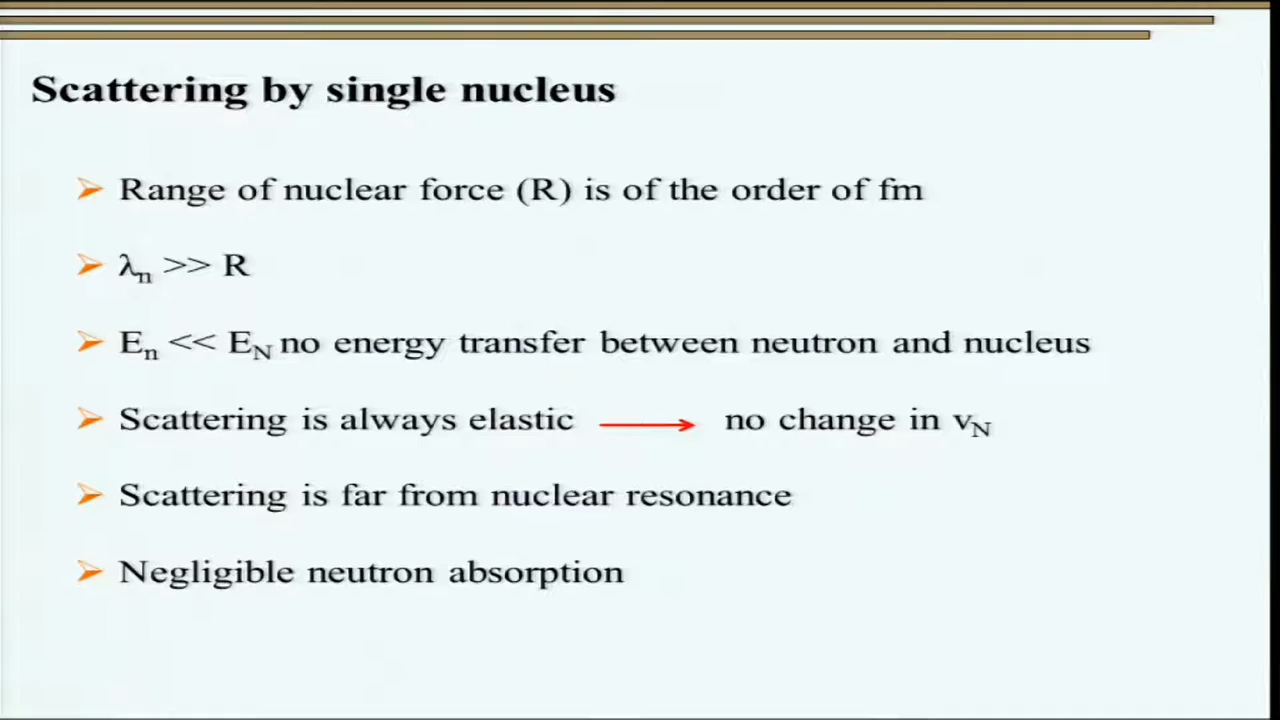 Scattering by single nucleus
Range of nuclear force (R) is of the order of fm
λₙ >> R
Eₙ << E_N no energy transfer between neutron and nucleus
Scattering is always elastic → no change in v_N
Scattering is far from nuclear resonance
Negligible neutron absorption